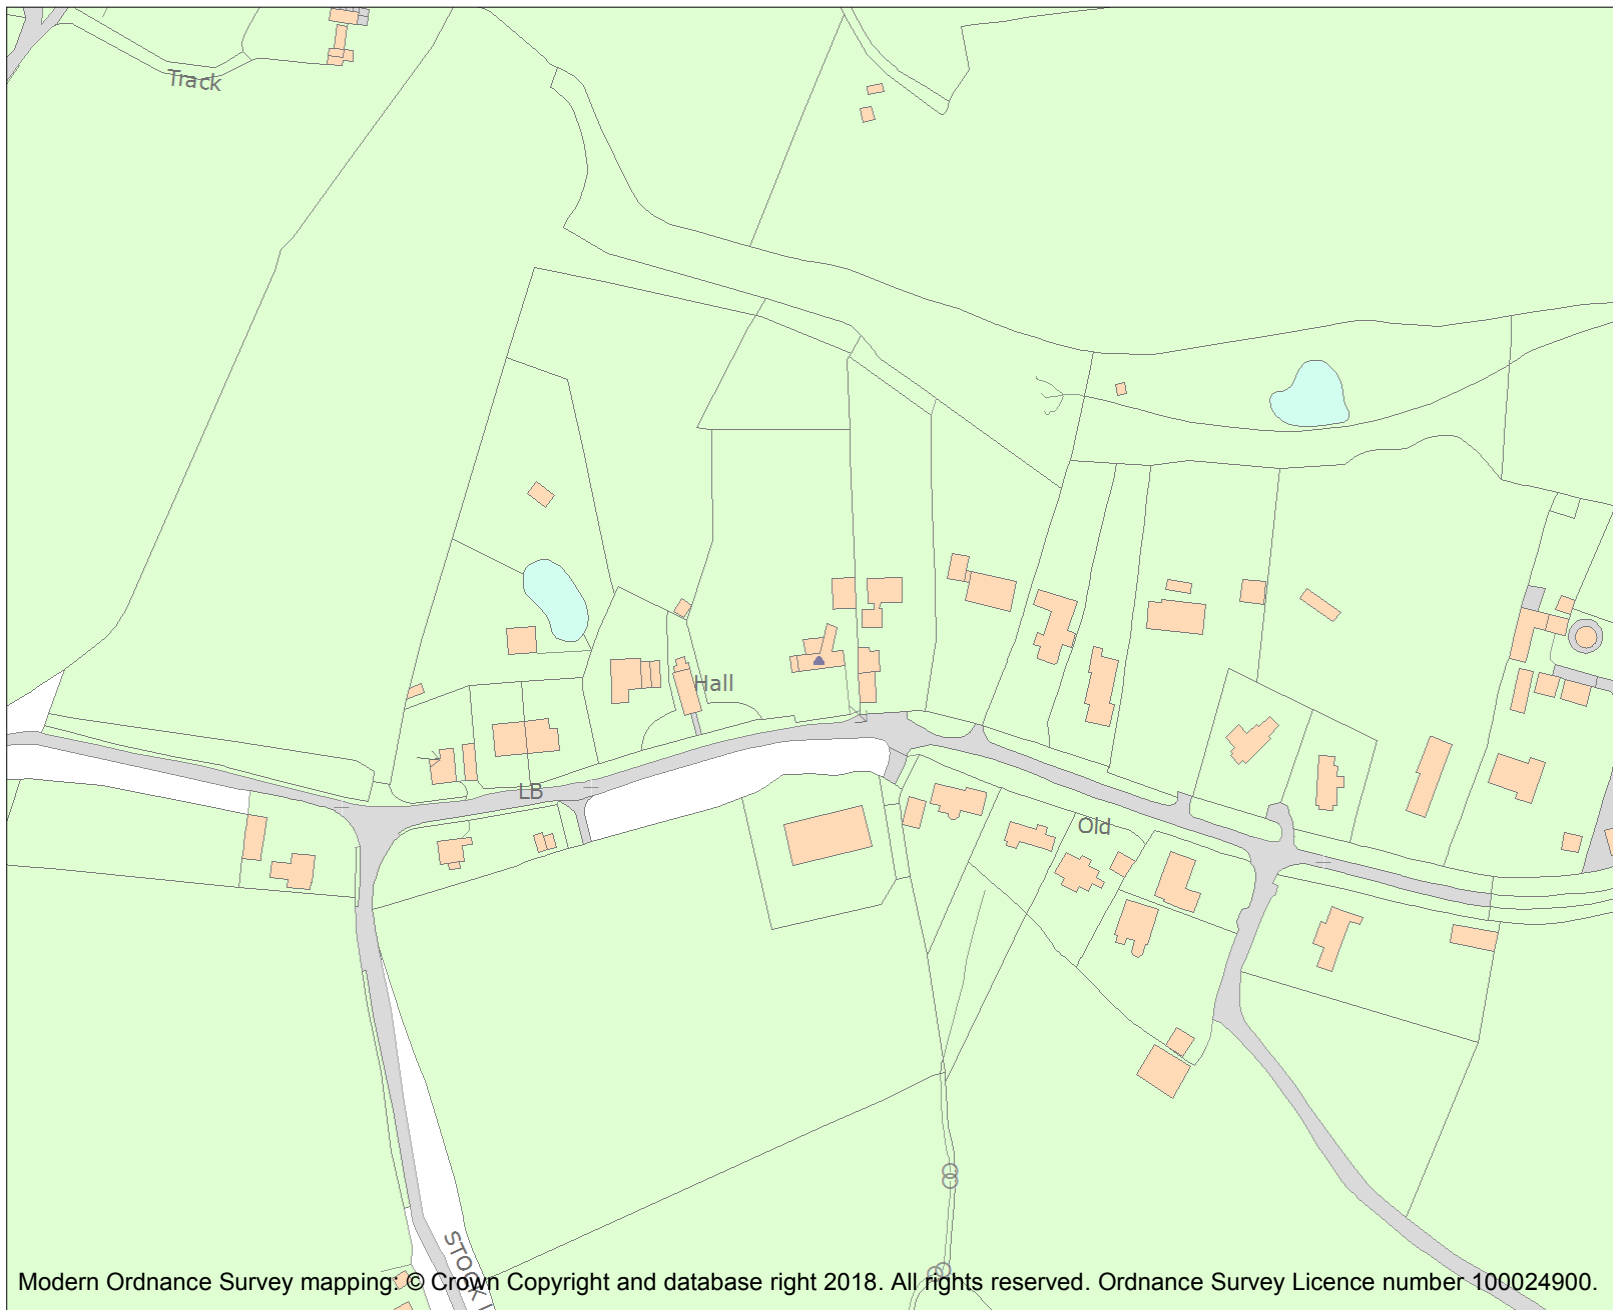 Track
Hall
LB
Old
STOCK
Modern Ordnance Survey mapping: © Crown Copyright and database right 2018. All rights reserved. Ordnance Survey Licence number 100024900.